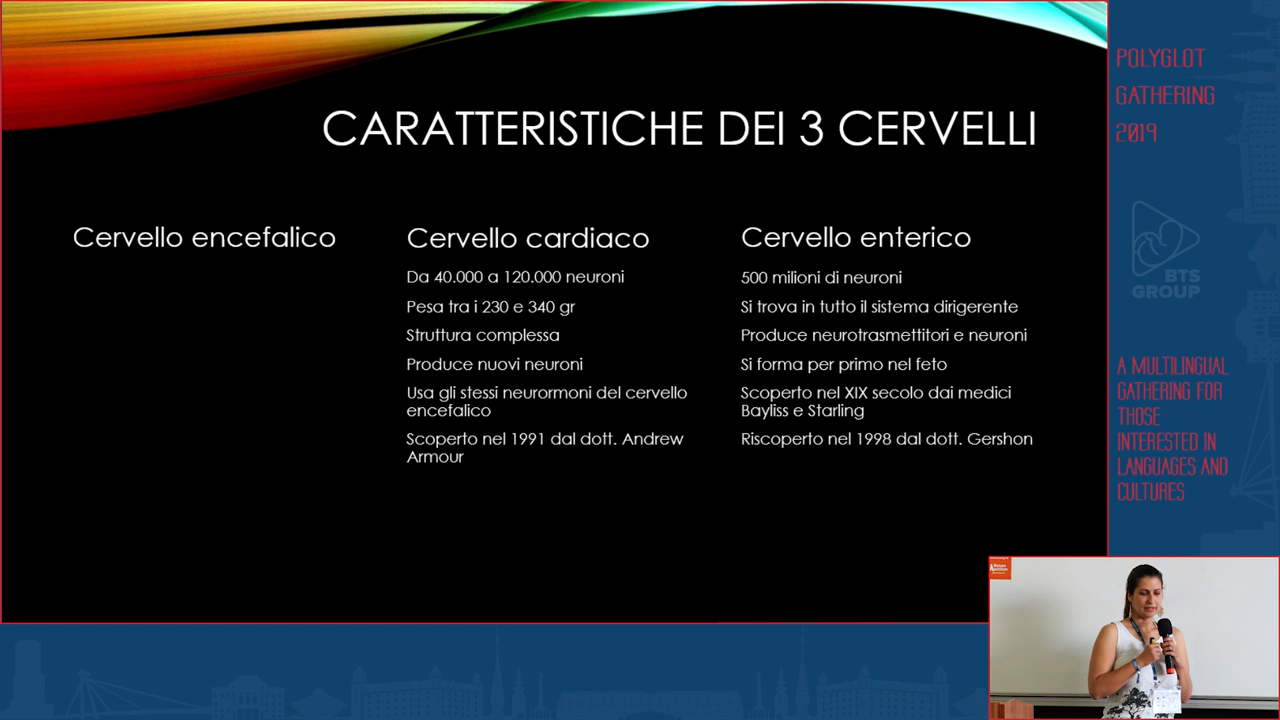 CARATTERISTICHE DEI 3 CERVELLI
Cervello encefalico
Cervello cardiaco
Da 40.000 a 120.000 neuroni
Pesa tra i 230 e 340 gr
Struttura complessa
Produce nuovi neuroni
Usa gli stessi neurormoni del cervello
encefalico
Scoperto nel 1991 dal dott. Andrew
Armour
Cervello enterico
500 milioni di neuroni
Si trova in tutto il sistema dirigerente
Produce neurotrasmettitori e neuroni
Si forma per primo nel feto
Scoperto nel XIX secolo dai medici
Bayliss e Starling
Riscoperto nel 1998 dal dott. Gershon
POLYGLOT
GATHERING
2019
BTS
GROUP
A MULTILINGUAL
GATHERING FOR
THOSE
INTERESTED IN
LANGUAGES AND
CULTURES